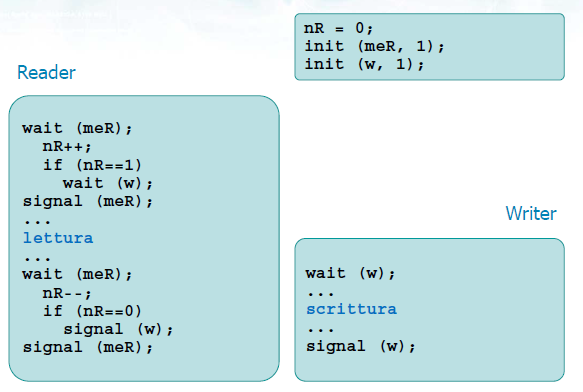 nR = 0;
init (meR, 1);
init (w, 1);
Reader
wait (meR);
nR++;
if (nR==1)
wait (w);
signal (meR);
...
lettura
...
wait (meR);
nR--;
if (nR==0)
signal (w);
signal (meR);
Writer
wait (w);
...
scrittura
...
signal (w);